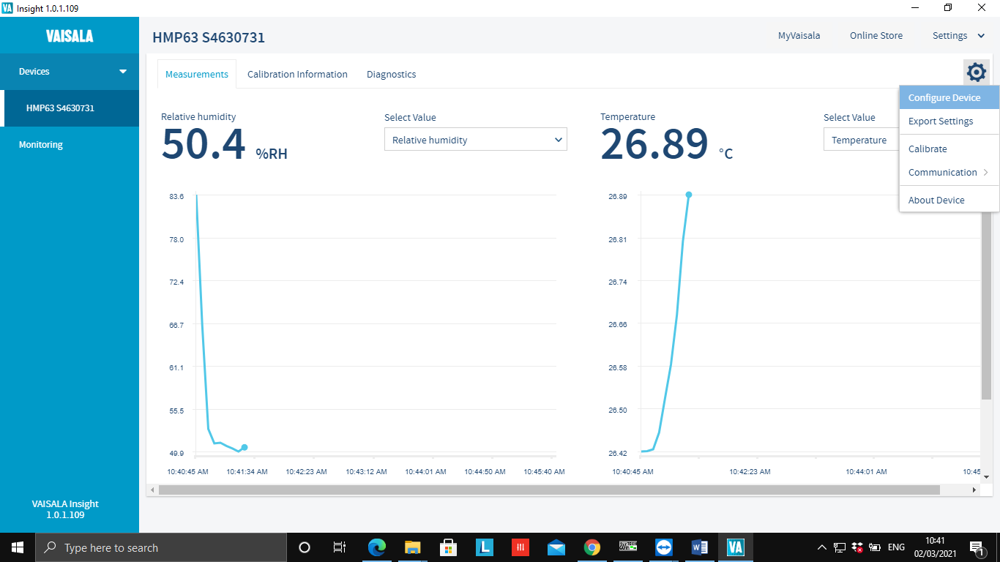 VA Insight 1.0.1.109
VAISALA
HMP63 S4630731
MyVaisala Online Store Settings
Devices
HMP63 S4630731
Monitoring
VAISALA Insight
1.0.1.109
Measurements Calibration Information Diagnostics
Configure Device
Export Settings
Calibrate
Communication
About Device
Relative humidity
50.4 %RH
Select Value
Relative humidity
83.6
78.0
72.4
66.7
61.1
55.5
49.9
10:40:45 AM 10:41:34 AM 10:42:23 AM 10:43:12 AM 10:44:01 AM 10:44:50 AM 10:45:40 AM
Temperature
26.89 °C
Select Value
Temperature
26.89
26.81
26.74
26.66
26.58
26.50
26.42
10:40:45 AM 10:42:23 AM 10:44:01 AM 10:45
Type here to search
L
W
VA
ENG
10:41
02/03/2021
1